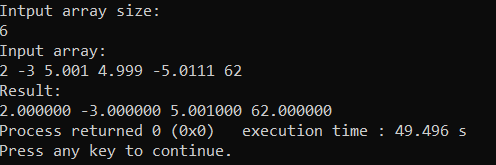 Intput array size:
6
Input array:
2 -3 5.001 4.999 -5.0111 62
Result:
2.000000 -3.000000 5.001000 62.000000
Process returned 0 (0x0)   execution time : 49.496 s
Press any key to continue.